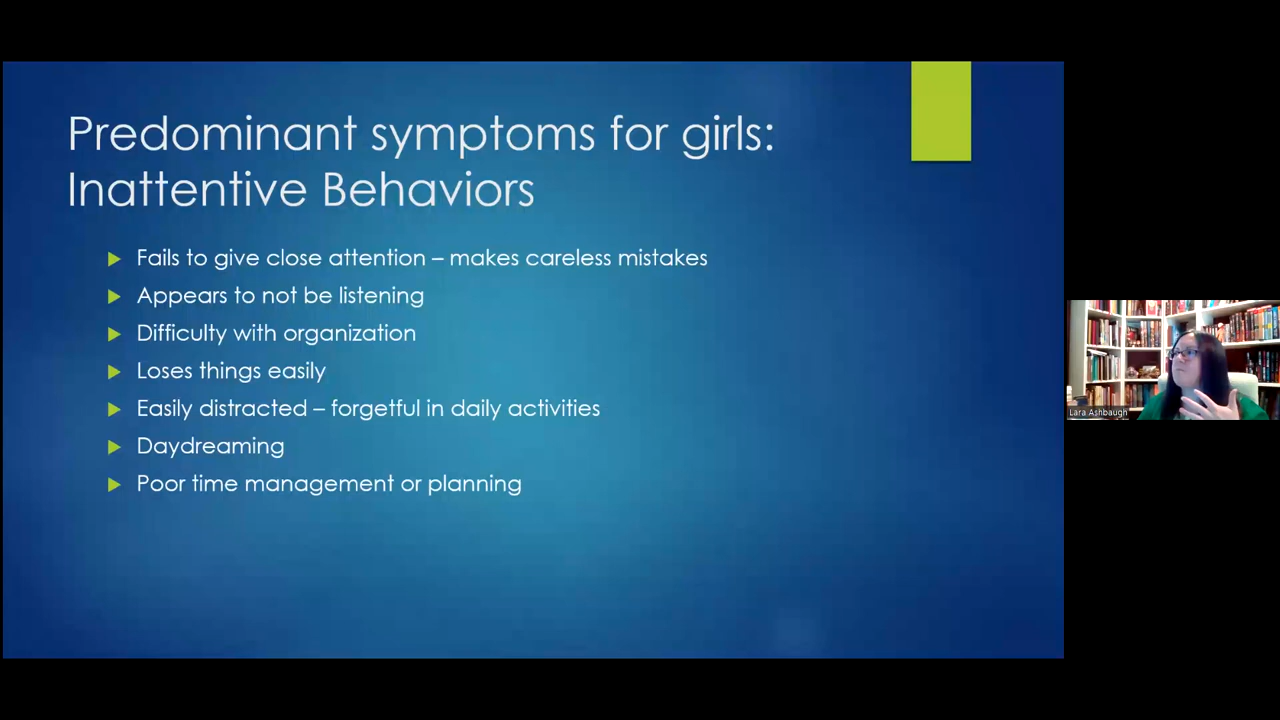 Predominant symptoms for girls:
Inattentive Behaviors
Fails to give close attention – makes careless mistakes
Appears to not be listening
Difficulty with organization
Loses things easily
Easily distracted – forgetful in daily activities
Daydreaming
Poor time management or planning
Lara Ashbaugh